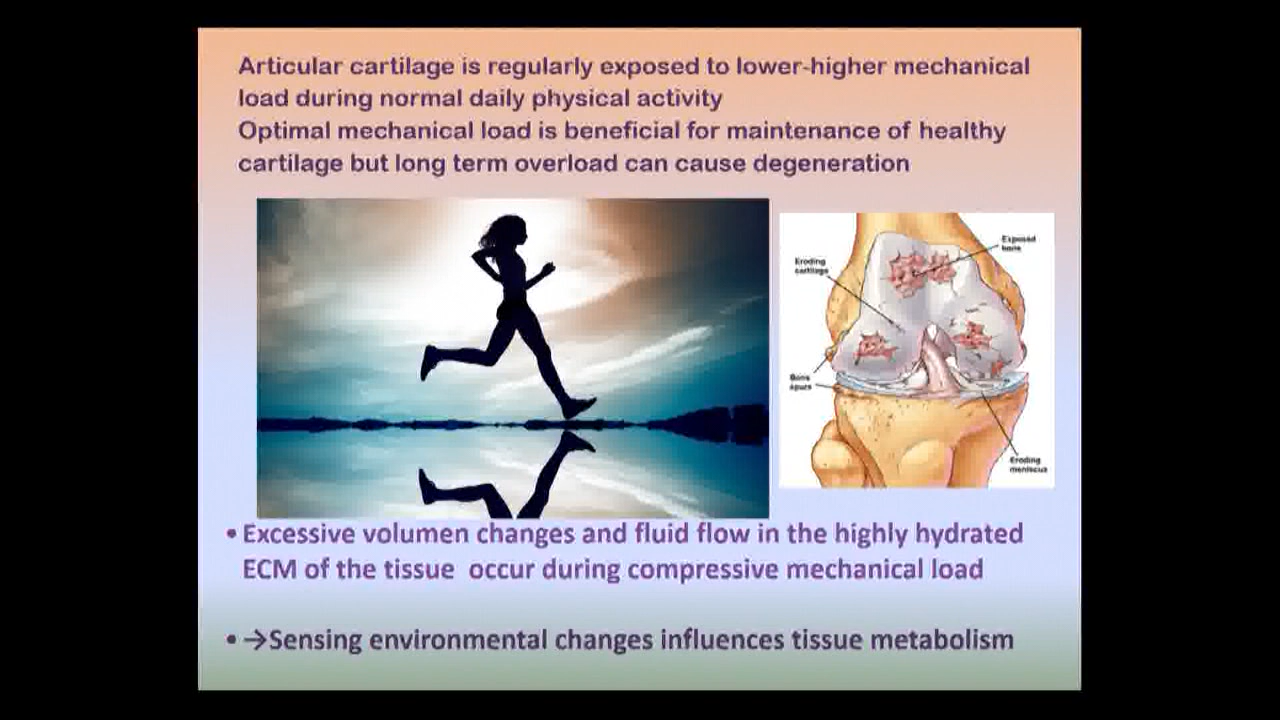 Articular cartilage is regularly exposed to lower-higher mechanical
load during normal daily physical activity
Optimal mechanical load is beneficial for maintenance of healthy
cartilage but long term overload can cause degeneration
Exposed
bone
Eroding
cartilage
Bone
spurs
Eroding
meniscus
• Excessive volumen changes and fluid flow in the highly hydrated
ECM of the tissue occur during compressive mechanical load
• →Sensing environmental changes influences tissue metabolism